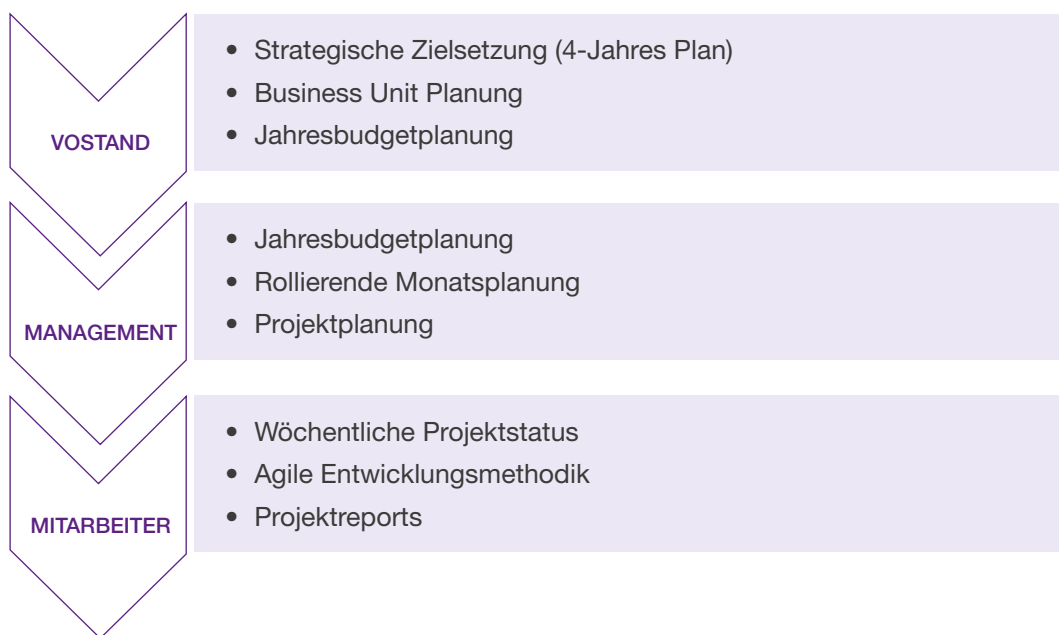 VOSTAND
• Strategische Zielsetzung (4-Jahres Plan)
• Business Unit Planung
• Jahresbudgetplanung
MANAGEMENT
• Jahresbudgetplanung
• Rollierende Monatsplanung
• Projektplanung
MITARBEITER
• Wöchentliche Projektstatus
• Agile Entwicklungsmethodik
• Projektreports